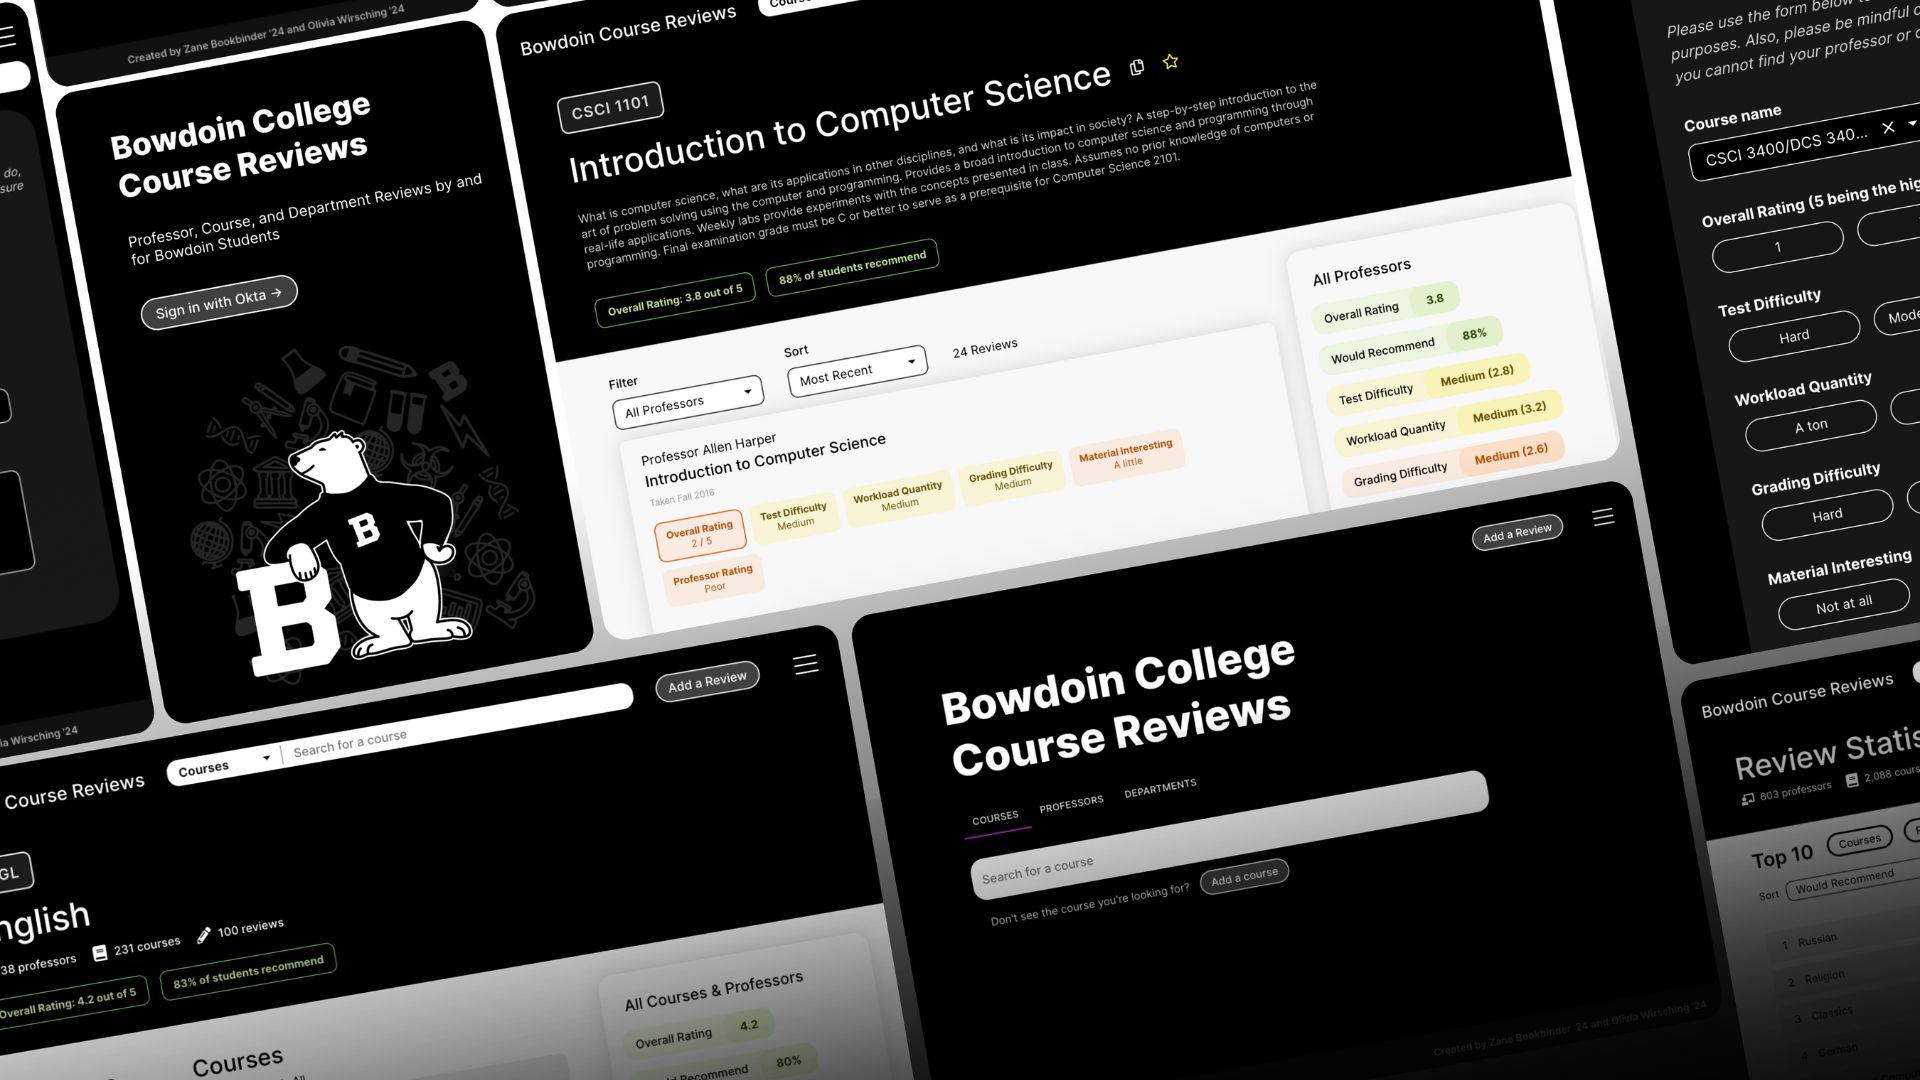 do,
sure
ia Wirsching '24
Created by Zane Bookbinder '24 and Olivia Wirsching '24
Bowdoin College
Course Reviews
Professor, Course, and Department Reviews by and
for Bowdoin Students
Sign in with Okta →
B
B
B
Bowdoin Course Reviews
CSCI 1101
Introduction to Computer Science
What is computer science, what are its applications in other disciplines, and what is its impact in society? A step-by-step introduction to the
art of problem solving using the computer and programming. Provides a broad introduction to computer science and programming through
real-life applications. Weekly labs provide experiments with the concepts presented in class. Assumes no prior knowledge of computers or
programming. Final examination grade must be C or better to serve as a prerequisite for Computer Science 2101.
Overall Rating: 3.8 out of 5
88% of students recommend
Filter
All Professors
Sort
Most Recent
24 Reviews
Professor Allen Harper
Introduction to Computer Science
Taken Fall 2016
Overall Rating
2 / 5
Test Difficulty
Medium
Workload Quantity
Medium
Grading Difficulty
Medium
Material Interesting
A little
Professor Rating
Poor
All Professors
Overall Rating 3.8
Would Recommend 88%
Test Difficulty Medium (2.8)
Workload Quantity Medium (3.2)
Grading Difficulty Medium (2.6)
Please use the form below
purposes. Also, please be mindful
you cannot find your professor or
Course name
CSCI 3400/DCS 340...
Overall Rating (5 being the hig
1
Test Difficulty
Hard
Mode
Workload Quantity
A ton
Grading Difficulty
Hard
Material Interesting
Not at all
Course Reviews
Courses
Search for a course
Add a Review
GL
nglish
38 professors
231 courses
100 reviews
Overall Rating: 4.2 out of 5
83% of students recommend
Courses
All
All Courses & Professors
Overall Rating 4.2
Recommend 80%
Add a Review
Bowdoin College
Course Reviews
COURSES
PROFESSORS
DEPARTMENTS
Search for a course
Don't see the course you're looking for?
Add a course
Created by Zane Bookbinder '24 and Olivia Wirsching '24
Bowdoin Course Reviews
Review Statis
603 professors
2,088 cours
Top 10
Courses
Sort
Would Recommend
1 Russian
2 Religion
3 Classics
4 German